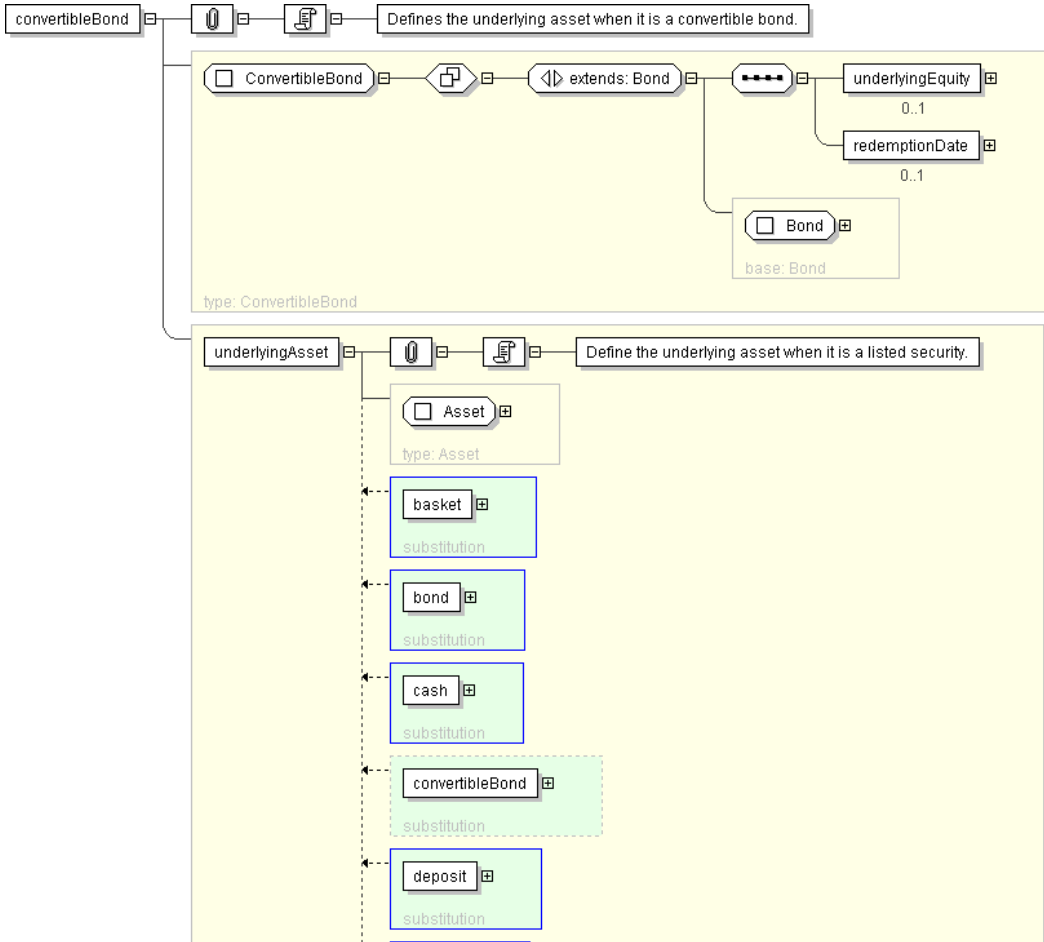 convertibleBond
Defines the underlying asset when it is a convertible bond.
ConvertibleBond
extends: Bond
underlyingEquity
0..1
redemptionDate
0..1
Bond
base: Bond
type: ConvertibleBond
underlyingAsset
Define the underlying asset when it is a listed security.
Asset
type: Asset
basket
substitution
bond
substitution
cash
substitution
convertibleBond
substitution
deposit
substitution